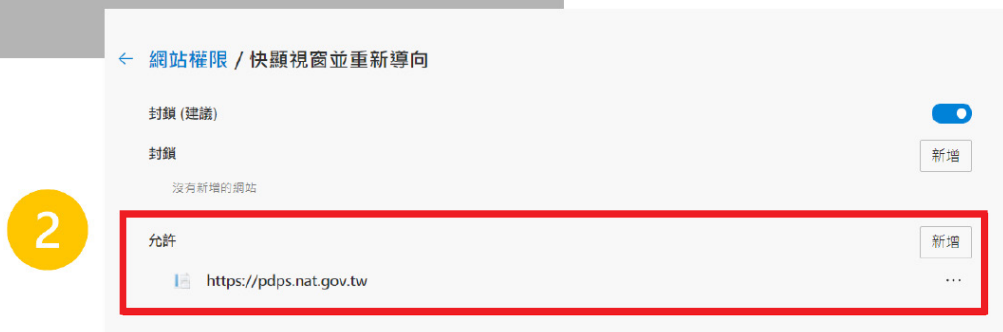 ← 網站權限 / 快顯視窗並重新導向
封鎖 (建議)
封鎖 新增
沒有新增的網站
2
允許 新增
https://pdps.nat.gov.tw ...